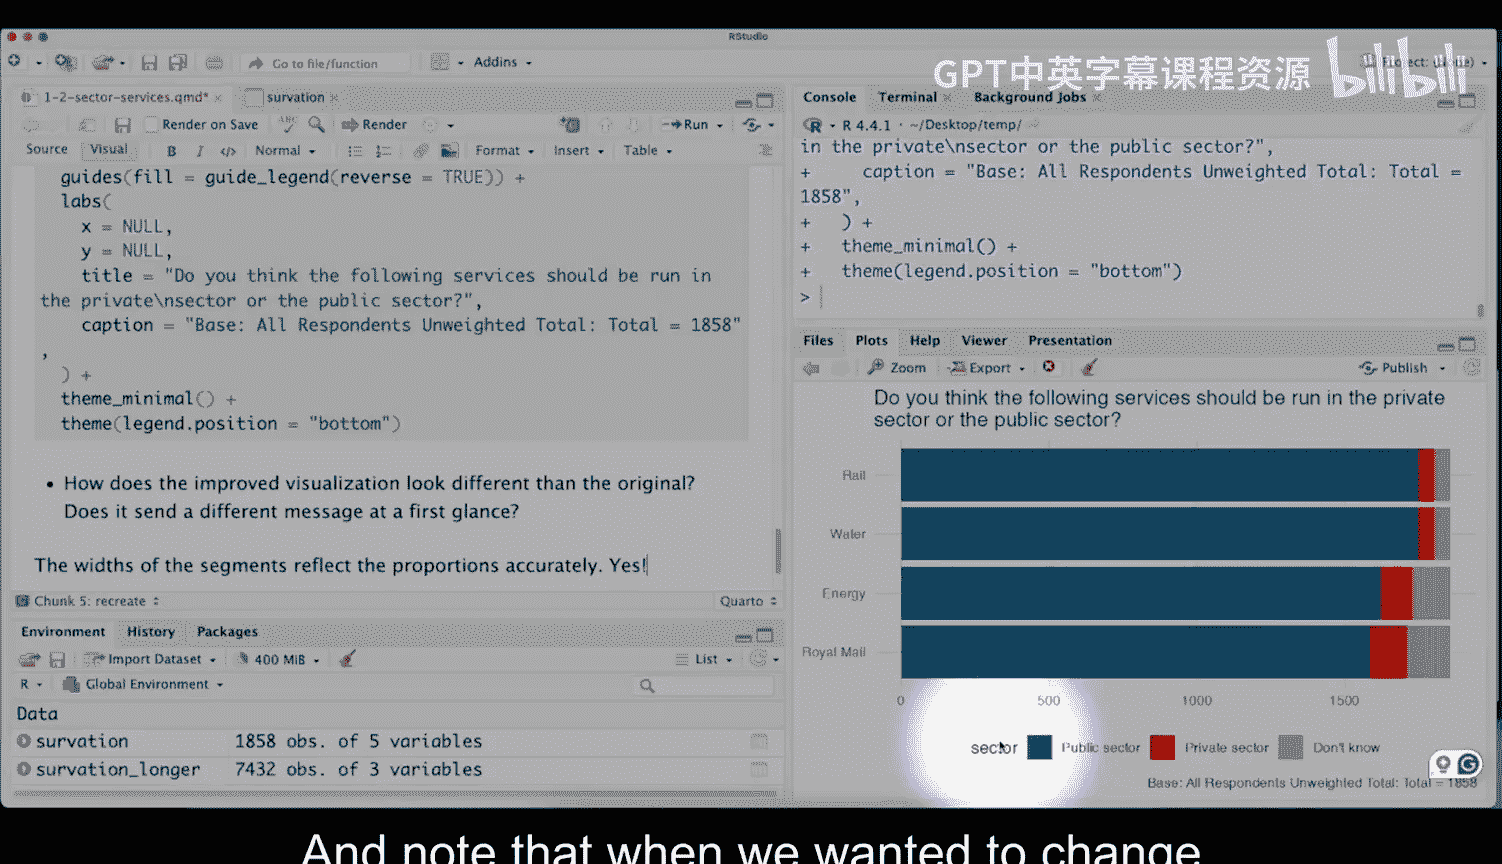 RStudio
GPT中英字幕课程资源 bilibili
Go to file/function
Addins
1-2-sector-services.qmd*
survation
Render on Save
ABC
Render
Run
Source
Visual
B
I
Normal
Format
Insert
Table
guides(fill = guide_legend(reverse = TRUE)) +
labs(
x = NULL,
y = NULL,
title = "Do you think the following services should be run in
the private\nsector or the public sector?",
caption = "Base: All Respondents Unweighted Total: Total = 1858"
,
) +
theme_minimal() +
theme(legend.position = "bottom")
• How does the improved visualization look different than the original?
Does it send a different message at a first glance?
The widths of the segments reflect the proportions accurately. Yes!
Chunk 5: recreate
Quarto
Environment
History
Packages
Import Dataset
400 MiB
List
R
Global Environment
Data
survation 1858 obs. of 5 variables
survation_longer 7432 obs. of 3 variables
Console
Terminal
Background Jobs
R 4.4.1 · ~/Desktop/temp/
in the private\nsector or the public sector?",
+ caption = "Base: All Respondents Unweighted Total: Total =
1858",
+ ) +
+ theme_minimal() +
+ theme(legend.position = "bottom")
>
Files
Plots
Help
Viewer
Presentation
Zoom
Export
Publish
Do you think the following services should be run in the private
sector or the public sector?
Rail
Water
Energy
Royal Mail
0 500 1000 1500
sector Public sector Private sector Don't know
Base: All Respondents Unweighted Total: Total = 1858
And note that when we wanted to change